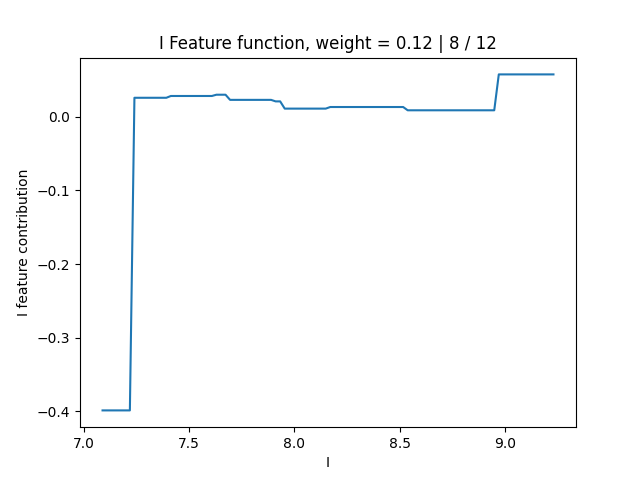 I Feature function, weight = 0.12 | 8 / 12
0.0
−0.1
−0.2
−0.3
−0.4
I feature contribution
7.0 7.5 8.0 8.5 9.0
I